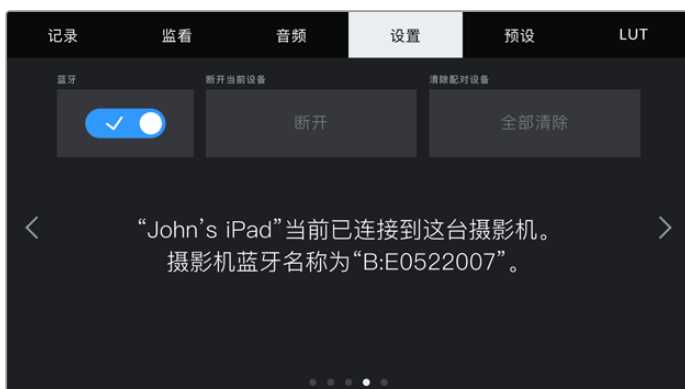 记录 监看 音频 设置 预设 LUT
蓝牙 断开当前设备 清除配对设备
断开 全部清除
“John’s iPad”当前已连接到这台摄影机。
摄影机蓝牙名称为“B:E0522007”。